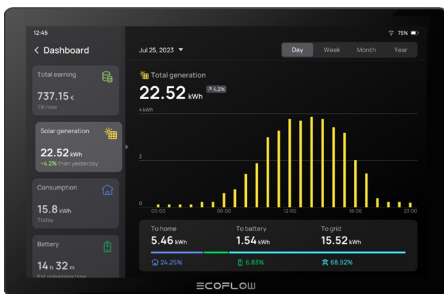 12:46
75%
< Dashboard
Jul 25, 2023
Day
Week
Month
Year
Total earning
737.15 €
Till now
Solar generation
22.52 kWh
+4.2% than yesterday
Consumption
15.8 kWh
Today
Battery
14 h 32 m
Est remaining time
Total generation
22.52 kWh
4.2%
4 kWh
2
0
03:00
06:00
12:00
18:00
21:00
To home
5.46 kWh
24.25%
To battery
1.54 kWh
6.83%
To grid
15.52 kWh
68.92%
ECOFLOW